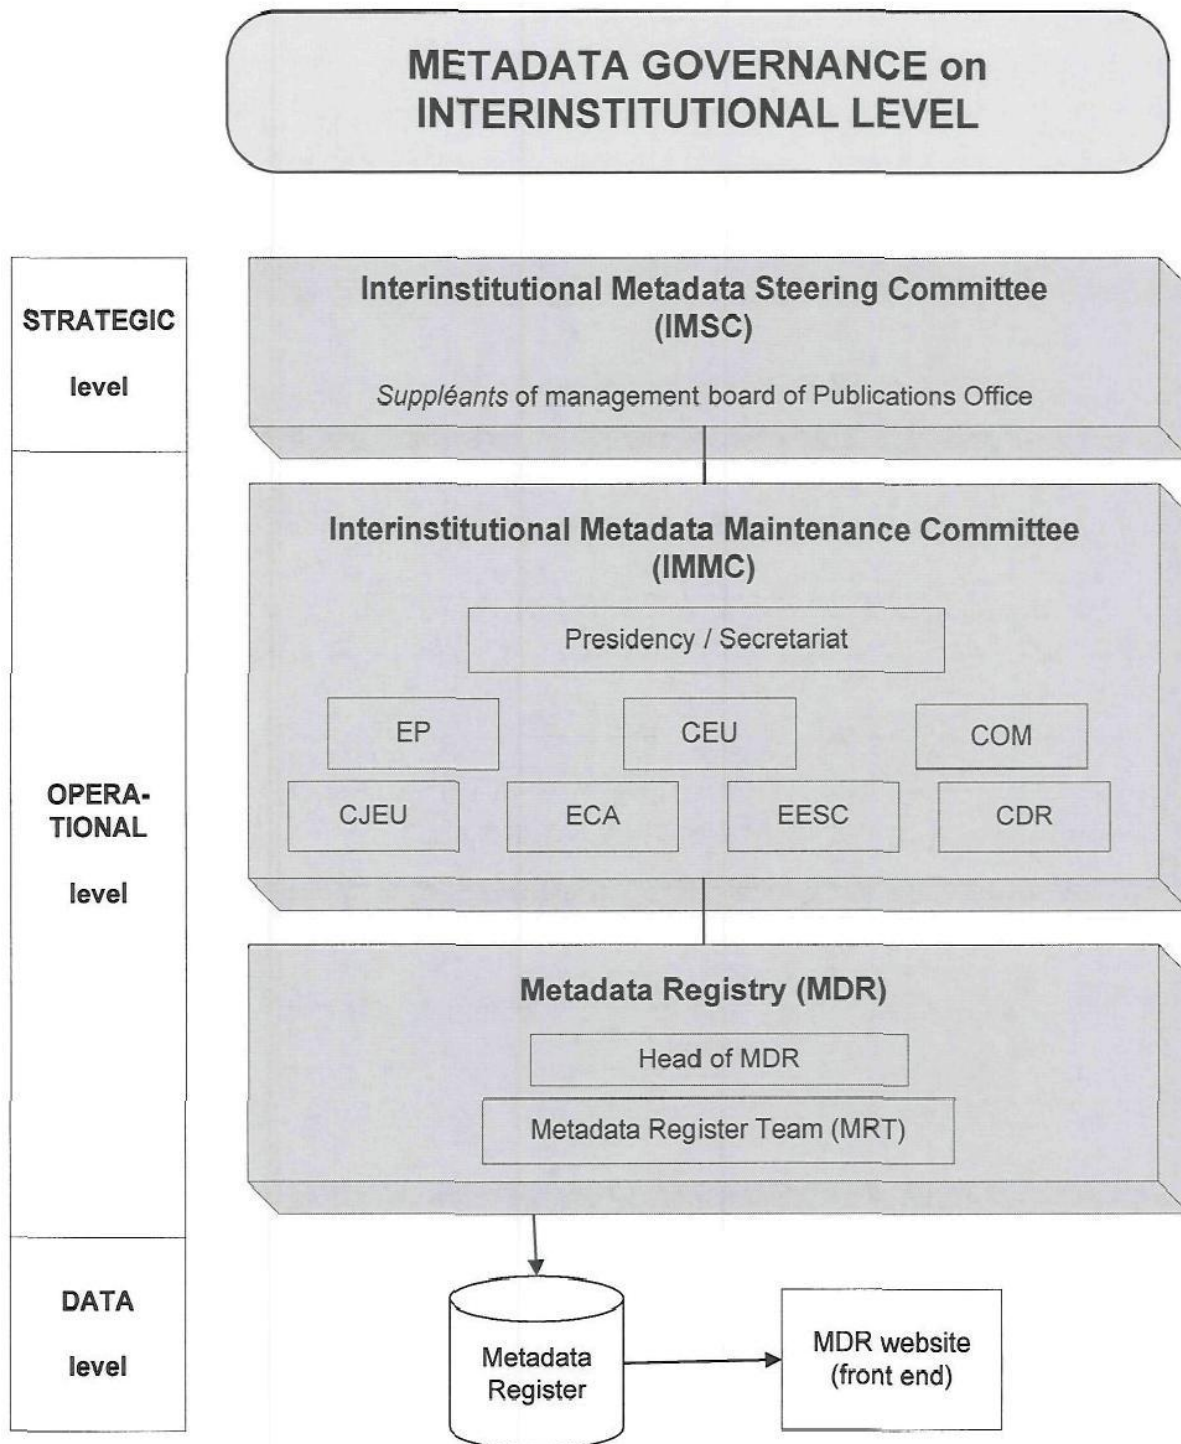 METADATA GOVERNANCE on
INTERINSTITUTIONAL LEVEL
STRATEGIC
level
Interinstitutional Metadata Steering Committee
(IMSC)
Suppléants of management board of Publications Office
OPERA-
TIONAL
level
Interinstitutional Metadata Maintenance Committee
(IMMC)
Presidency / Secretariat
EP
CEU
COM
CJEU
ECA
EESC
CDR
Metadata Registry (MDR)
Head of MDR
Metadata Register Team (MRT)
DATA
level
Metadata
Register
MDR website
(front end)